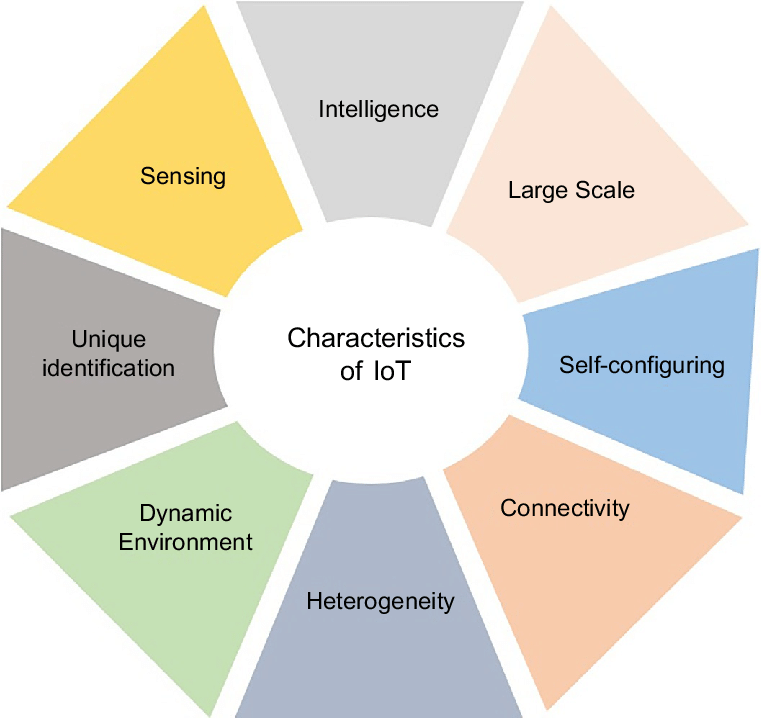 Intelligence
Sensing
Large Scale
Unique
identification
Characteristics
of IoT
Self-configuring
Dynamic
Environment
Connectivity
Heterogeneity